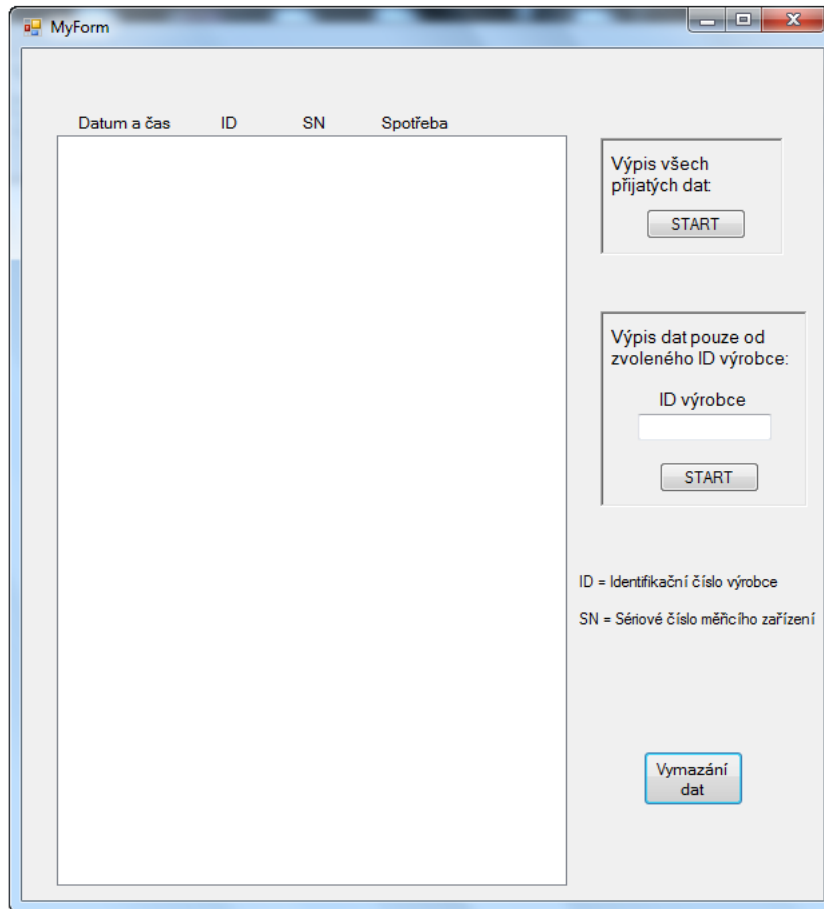 MyForm
Datum a čas ID SN Spotřeba
Výpis všech
přijatých dat:
START
Výpis dat pouze od
zvoleného ID výrobce:
ID výrobce
START
ID = Identifikační číslo výrobce
SN = Sériové číslo měřicího zařízení
Vymazání
dat